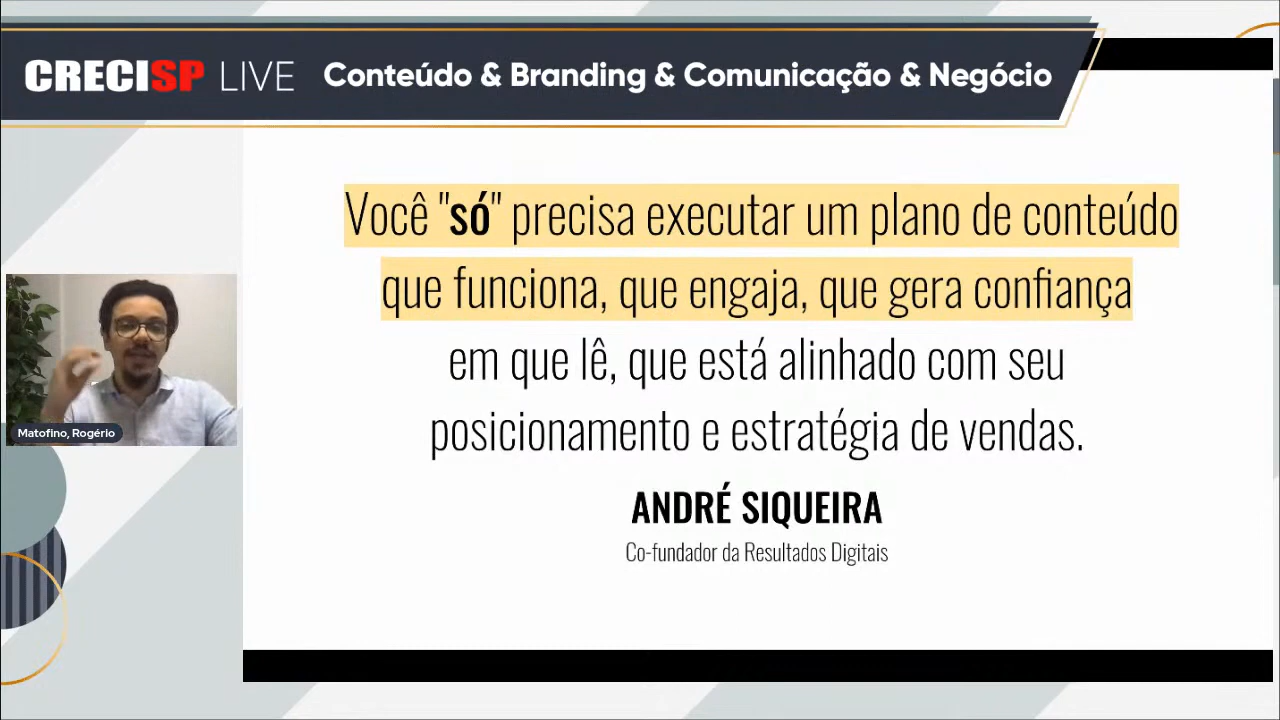 CRECISP LIVE Conteúdo & Branding & Comunicação & Negócio
Você "só" precisa executar um plano de conteúdo
que funciona, que engaja, que gera confiança
em que lê, que está alinhado com seu
posicionamento e estratégia de vendas.
ANDRÉ SIQUEIRA
Co-fundador da Resultados Digitais
Matofino, Rogério